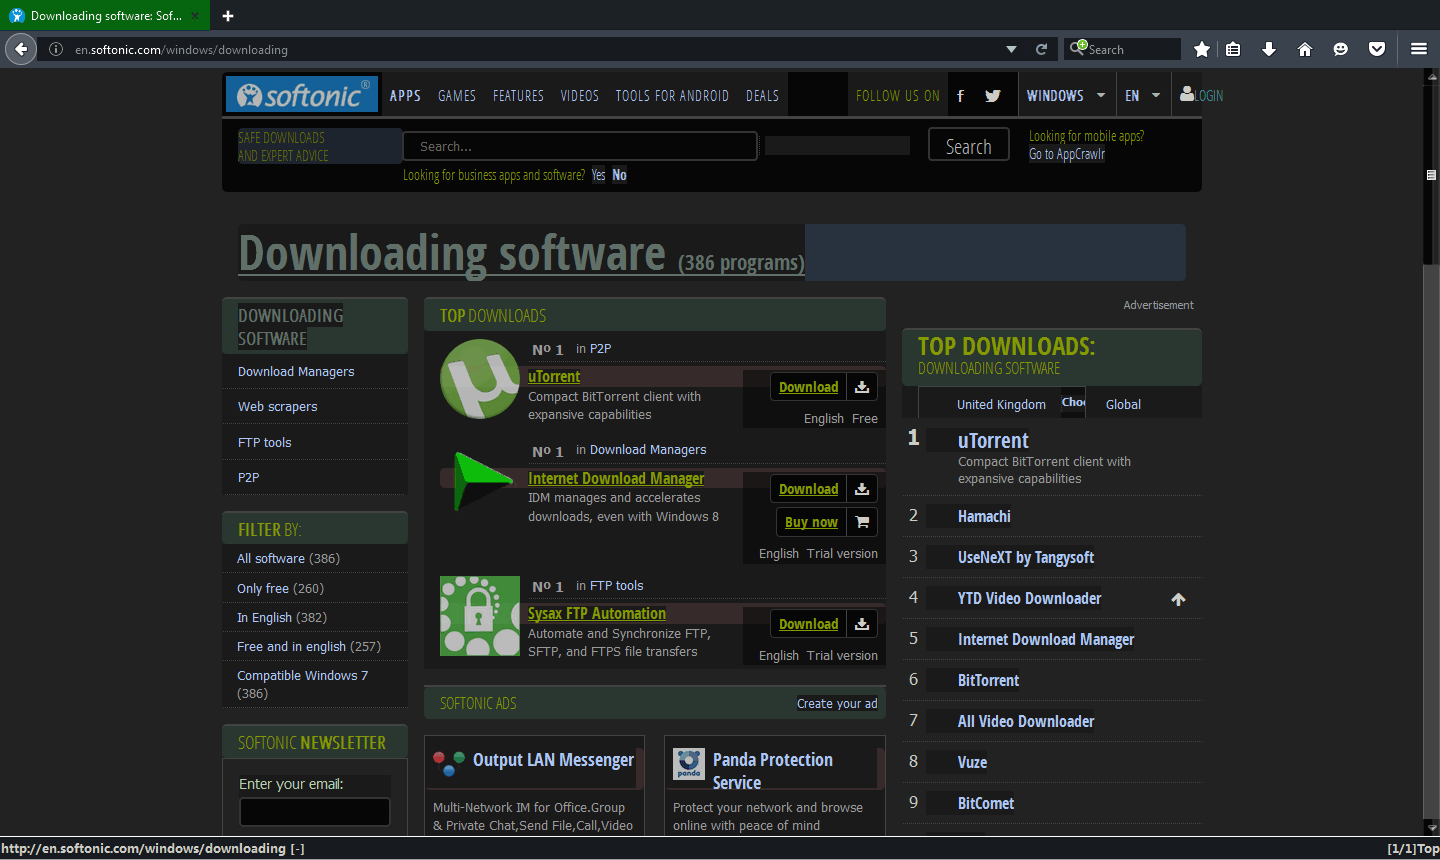 Downloading software: Sof...
en.softonic.com/windows/downloading
Search
softonic®
APPS GAMES FEATURES VIDEOS TOOLS FOR ANDROID DEALS
FOLLOW US ON
WINDOWS
EN
LOGIN
SAFE DOWNLOADS
AND EXPERT ADVICE
Search...
Search
Looking for mobile apps?
Go to AppCrawlr
Looking for business apps and software? Yes No
Downloading software (386 programs)
DOWNLOADING
SOFTWARE
Download Managers
Web scrapers
FTP tools
P2P
FILTER BY:
All software (386)
Only free (260)
In English (382)
Free and in english (257)
Compatible Windows 7
(386)
SOFTONIC NEWSLETTER
Enter your email:
TOP DOWNLOADS
Nº 1 in P2P
uTorrent
Compact BitTorrent client with
expansive capabilities
Download
English Free
Nº 1 in Download Managers
Internet Download Manager
IDM manages and accelerates
downloads, even with Windows 8
Download
Buy now
English Trial version
Nº 1 in FTP tools
Sysax FTP Automation
Automate and Synchronize FTP,
SFTP, and FTPS file transfers
Download
English Trial version
SOFTONIC ADS
Create your ad
Output LAN Messenger
Multi-Network IM for Office.Group
& Private Chat,Send File,Call,Video
panda
Panda Protection
Service
Protect your network and browse
online with peace of mind
Advertisement
TOP DOWNLOADS:
DOWNLOADING SOFTWARE
United Kingdom
Choo
Global
1 uTorrent
Compact BitTorrent client with
expansive capabilities
2 Hamachi
3 UseNeXT by Tangysoft
4 YTD Video Downloader
5 Internet Download Manager
6 BitTorrent
7 All Video Downloader
8 Vuze
9 BitComet
http://en.softonic.com/windows/downloading [-]
[1/1]Top